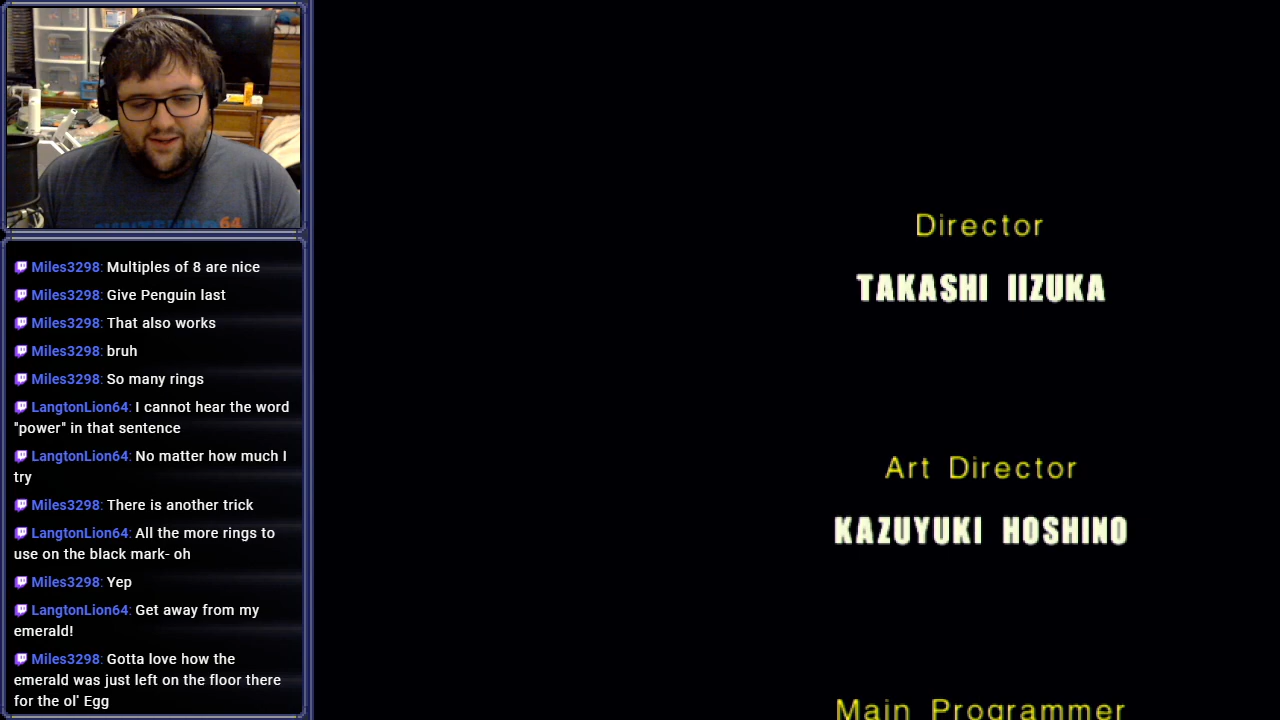 NINTENDO 64
Miles3298: Multiples of 8 are nice
Miles3298: Give Penguin last
Miles3298: That also works
Miles3298: bruh
Miles3298: So many rings
LangtonLion64: I cannot hear the word
"power" in that sentence
LangtonLion64: No matter how much I
try
Miles3298: There is another trick
LangtonLion64: All the more rings to
use on the black mark- oh
Miles3298: Yep
LangtonLion64: Get away from my
emerald!
Miles3298: Gotta love how the
emerald was just left on the floor there
for the ol' Egg
Director
TAKASHI IIZUKA
Art Director
KAZUYUKI HOSHINO
Main Programmer